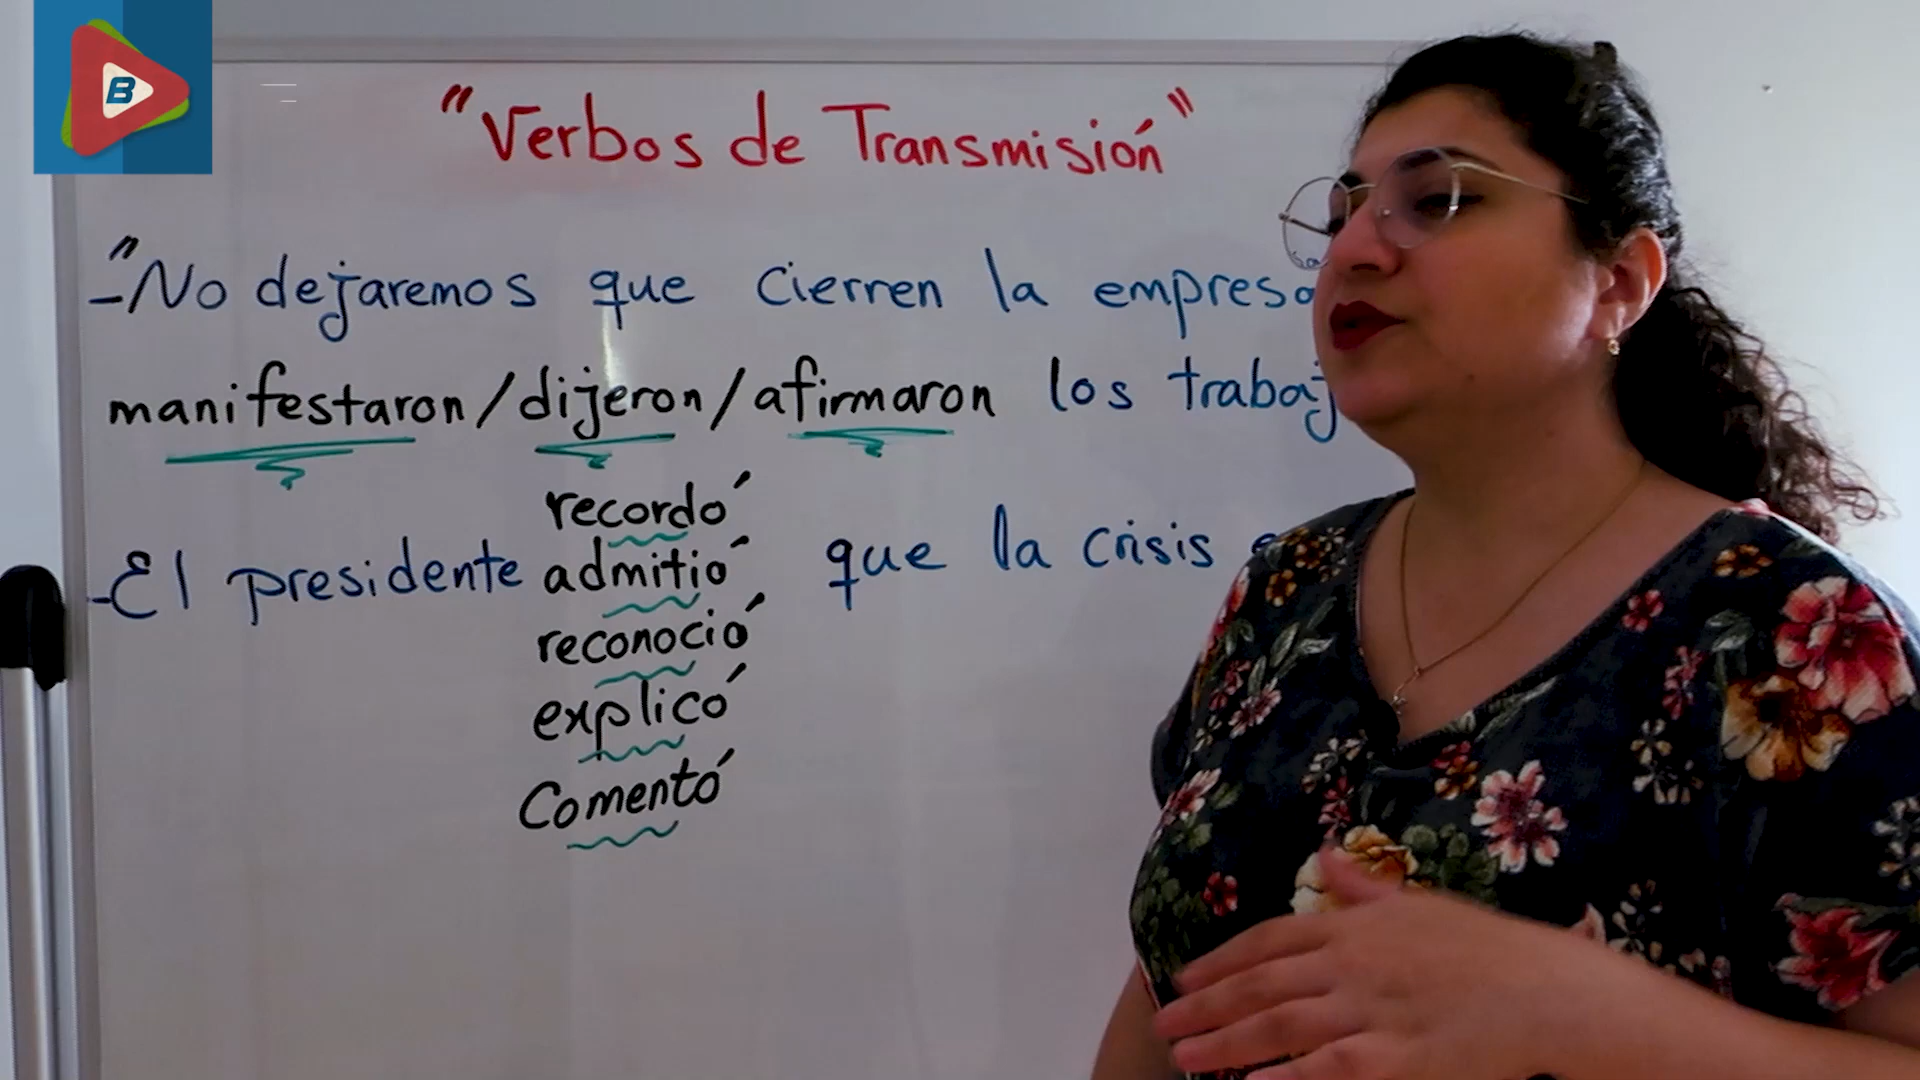 B
"Verbos de Transmisión"
-"No dejaremos que cierren la empresa
manifestaron/dijeron/afirmaron los
recordó
-El presidente admitió que la crisis
reconoció
explicó
Comentó